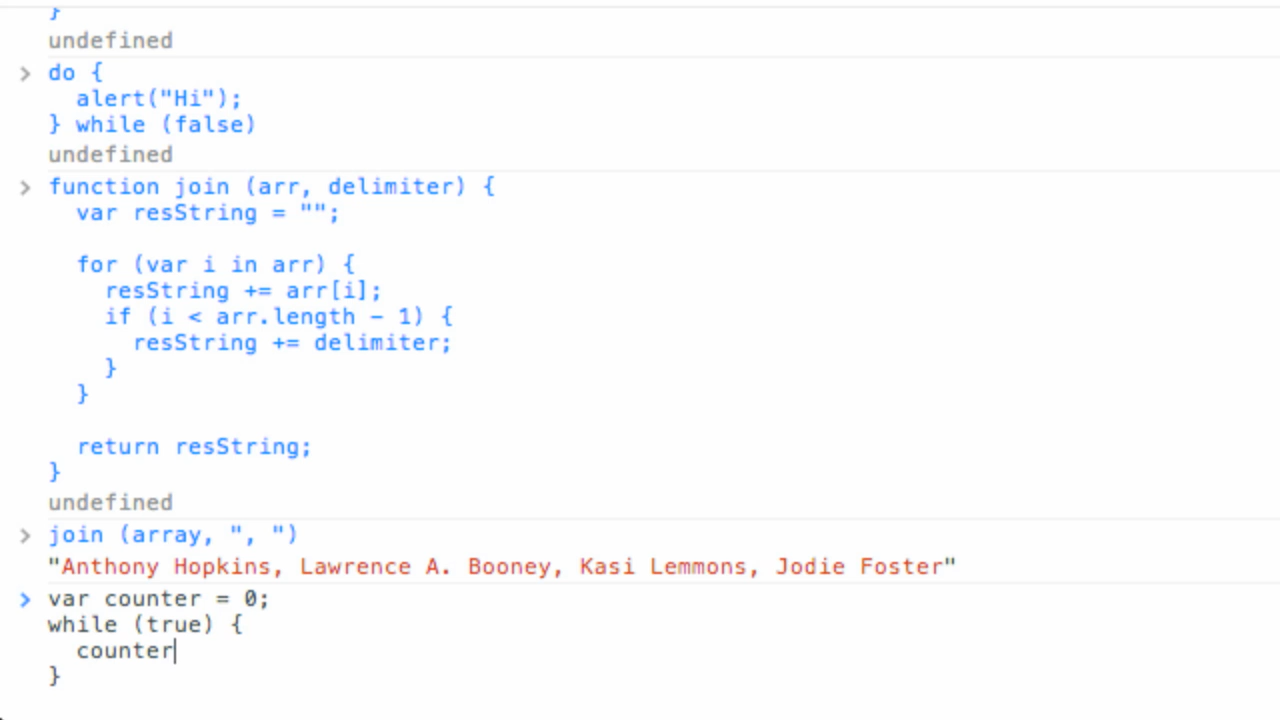 }
undefined
> do {
  alert("Hi");
} while (false)
undefined
> function join (arr, delimiter) {
  var resString = "";
  for (var i in arr) {
    resString += arr[i];
    if (i < arr.length - 1) {
      resString += delimiter;
    }
  }
  return resString;
}
undefined
> join (array, ", ")
"Anthony Hopkins, Lawrence A. Booney, Kasi Lemmons, Jodie Foster"
> var counter = 0;
while (true) {
  counter
}